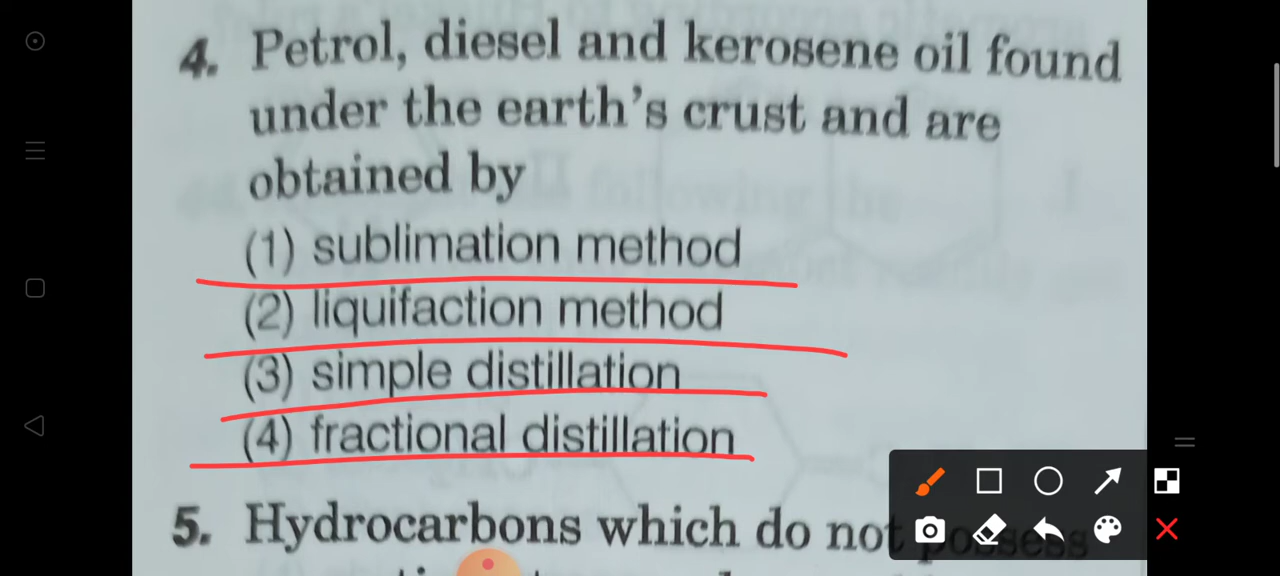 4. Petrol, diesel and kerosene oil found
under the earth's crust and are
obtained by
(1) sublimation method
(2) liquifaction method
(3) simple distillation
(4) fractional distillation
5. Hydrocarbons which do not possess